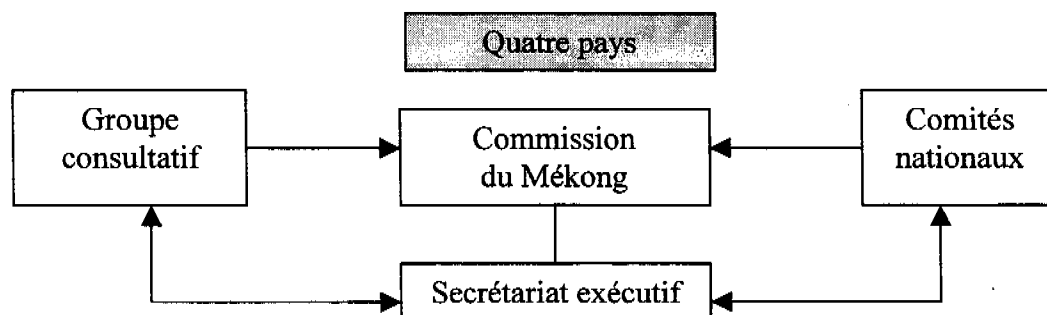 Quatre pays
Groupe
consultatif
Commission
du Mékong
Comités
nationaux
Secrétariat exécutif